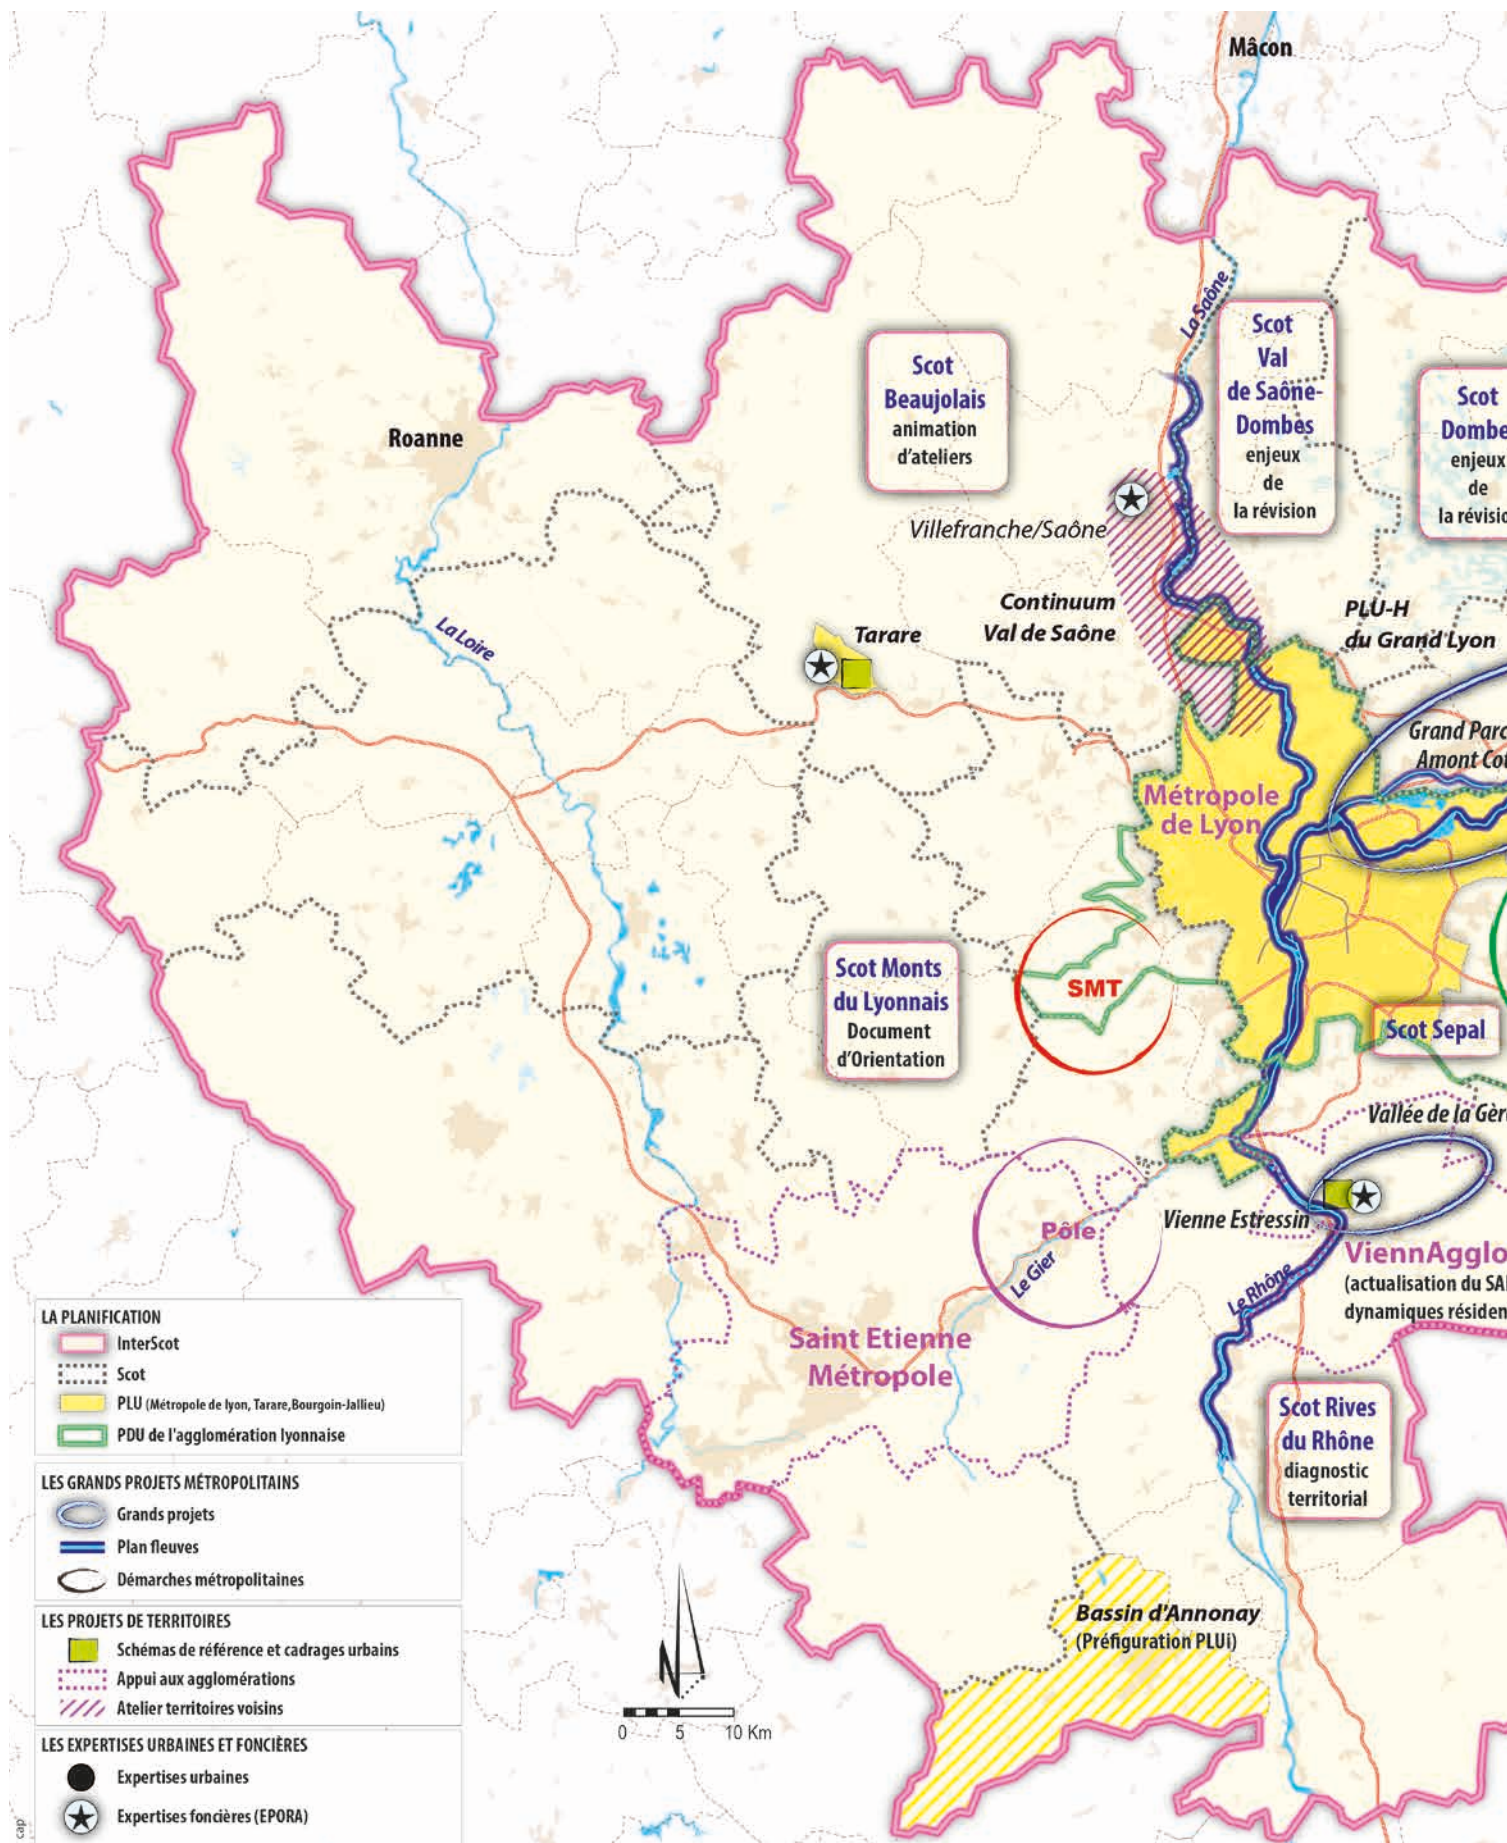 Mâcon
La Saône
Scot
Beaujolais
animation
d'ateliers
Scot
Val
de Saône-
Dombes
enjeux
de
la révision
Scot
Dombe
enjeux
de
la révisio
Roanne
Villefranche/Saône
Continuum
Val de Saône
PLU-H
du Grand Lyon
La Loire
Tarare
Grand Parc
Amont Cot
Métropole
de Lyon
Scot Monts
du Lyonnais
Document
d'Orientation
SMT
Scot Sepal
Vallée de la Gèr
Pôle
Le Gier
Vienne Estressin
ViennAgglo
(actualisation du SA
dynamiques résiden
Le Rhône
Saint Etienne
Métropole
Scot Rives
du Rhône
diagnostic
territorial
Bassin d'Annonay
(Préfiguration PLUi)
LA PLANIFICATION
InterScot
Scot
PLU (Métropole de lyon, Tarare,Bourgoin-Jallieu)
PDU de l'agglomération lyonnaise
LES GRANDS PROJETS MÉTROPOLITAINS
Grands projets
Plan fleuves
Démarches métropolitaines
LES PROJETS DE TERRITOIRES
Schémas de référence et cadrages urbains
Appui aux agglomérations
Atelier territoires voisins
LES EXPERTISES URBAINES ET FONCIÈRES
Expertises urbaines
Expertises foncières (EPORA)
N
0 5 10 Km
cap